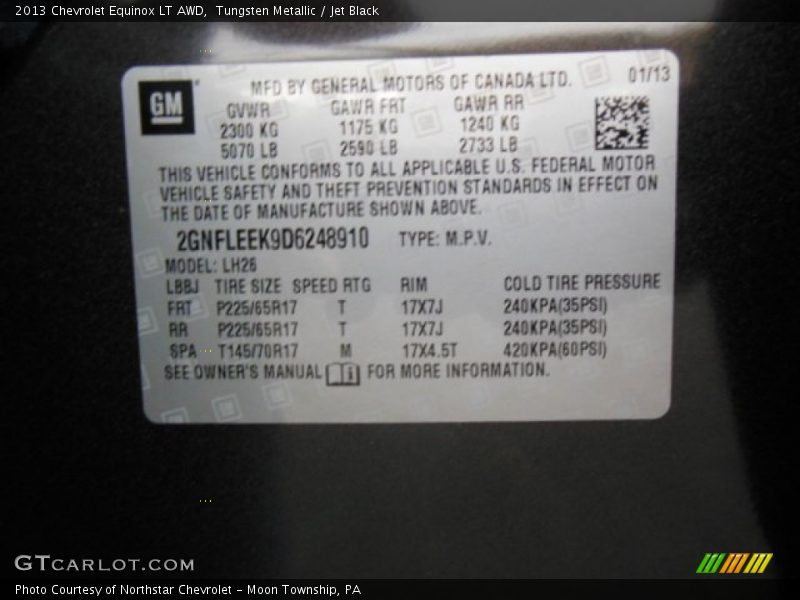 2013 Chevrolet Equinox LT AWD, Tungsten Metallic / Jet Black
GM
MFD BY GENERAL MOTORS OF CANADA LTD. 01/13
GVWR GAWR FRT GAWR RR
2300 KG 1175 KG 1240 KG
5070 LB 2590 LB 2733 LB
THIS VEHICLE CONFORMS TO ALL APPLICABLE U.S. FEDERAL MOTOR
VEHICLE SAFETY AND THEFT PREVENTION STANDARDS IN EFFECT ON
THE DATE OF MANUFACTURE SHOWN ABOVE.
2GNFLEEK9D6248910 TYPE: M.P.V.
MODEL: LH26
LBBJ TIRE SIZE SPEED RTG RIM COLD TIRE PRESSURE
FRT P225/65R17 T 17X7J 240KPA(35PSI)
RR P225/65R17 T 17X7J 240KPA(35PSI)
SPA T145/70R17 M 17X4.5T 420KPA(60PSI)
SEE OWNER'S MANUAL FOR MORE INFORMATION.
GTCARLOT.COM
Photo Courtesy of Northstar Chevrolet - Moon Township, PA